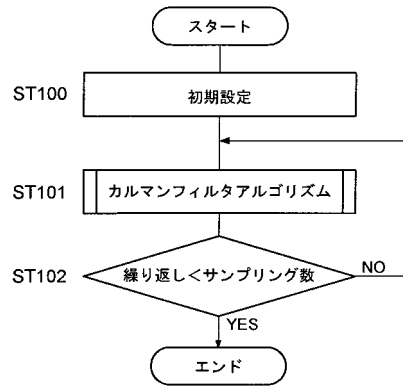 スタート
ST100
初期設定
ST101
カルマンフィルタアルゴリズム
ST102
繰り返し<サンプリング数
NO
YES
エンド